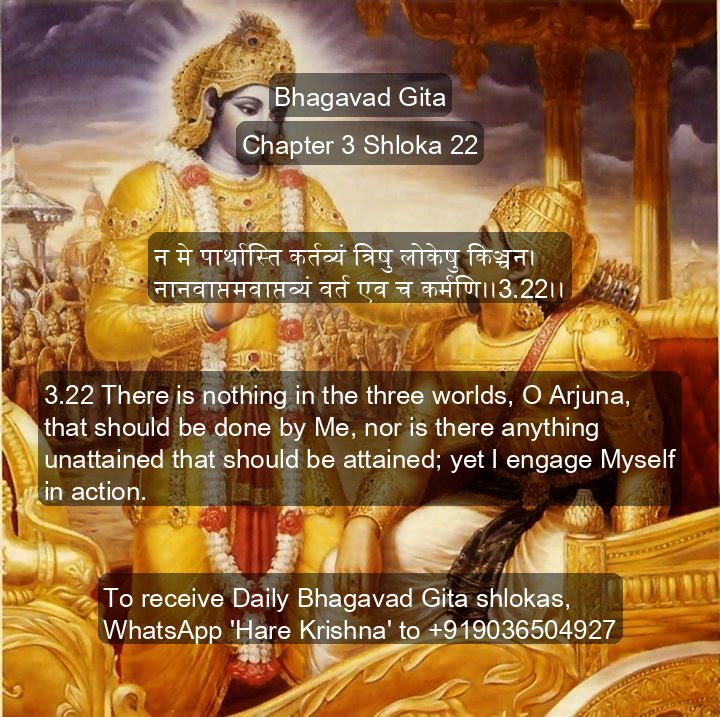 Bhagavad Gita
Chapter 3 Shloka 22
न मे पार्थास्ति कर्तव्यं त्रिषु लोकेषु किञ्चन।
नानवाप्तमवाप्तव्यं वर्त एव च कर्मणि।।3.22।।
3.22 There is nothing in the three worlds, O Arjuna,
that should be done by Me, nor is there anything
unattained that should be attained; yet I engage Myself
in action.
To receive Daily Bhagavad Gita shlokas,
WhatsApp 'Hare Krishna' to +919036504927